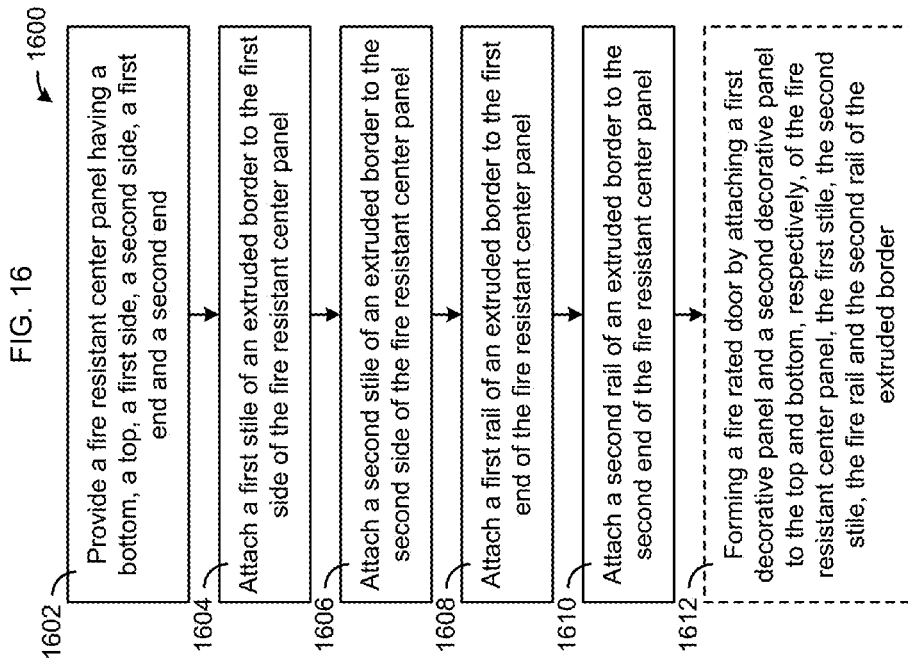 FIG. 16
1600
1602
Provide a fire resistant center panel having a
bottom, a top, a first side, a second side, a first
end and a second end
1604
Attach a first stile of an extruded border to the first
side of the fire resistant center panel
1606
Attach a second stile of an extruded border to the
second side of the fire resistant center panel
1608
Attach a first rail of an extruded border to the first
end of the fire resistant center panel
1610
Attach a second rail of an extruded border to the
second end of the fire resistant center panel
1612
Forming a fire rated door by attaching a first
decorative panel and a second decorative panel
to the top and bottom, respectively, of the fire
resistant center panel, the first stile, the second
stile, the fire rail and the second rail of the
extruded border